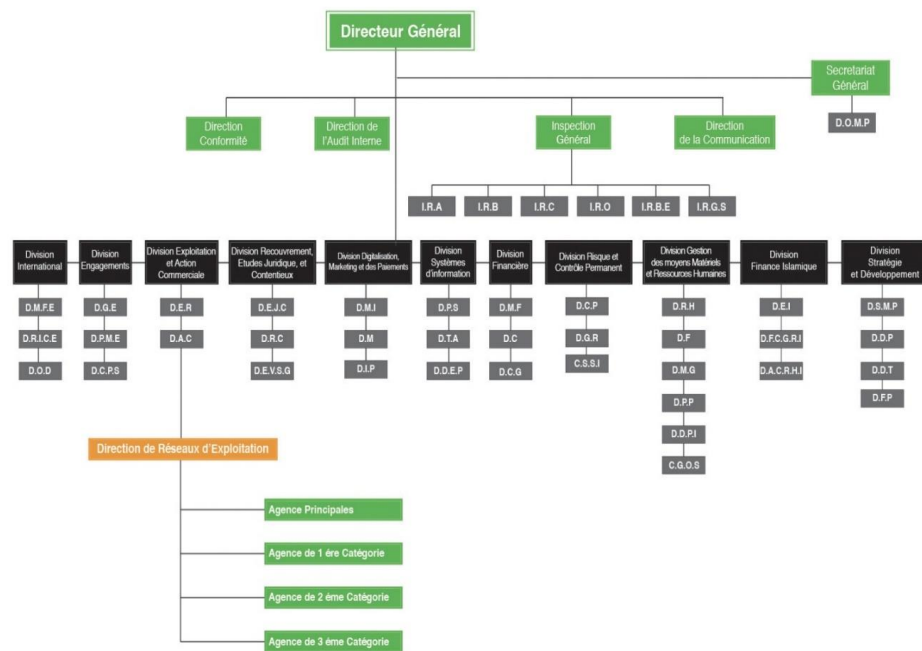 Directeur Général
Secretariat
Général
D.O.M.P
Direction
Conformité
Direction de
l'Audit Interne
Inspection
Général
Direction
de la Communication
I.R.A
I.R.B
I.R.C
I.R.O
I.R.B.E
I.R.G.S
Division
International
D.M.F.E
D.R.I.C.E
D.O.D
Division
Engagements
D.G.E
D.P.M.E
D.C.P.S
Division Exploitation
et Action
Commerciale
D.E.R
D.A.C
Division Recouvrement,
Etudes Juridique, et
Contentieux
D.E.J.C
D.R.C
D.E.V.S.G
Division Digitalisation,
Marketing et des Paiements
D.M.I
D.M
D.I.P
Division
Systèmes
d'information
D.P.S
D.T.A
D.D.E.P
Division
Financière
D.M.F
D.C
D.C.G
Division Risque et
Contrôle Permanent
D.C.P
D.G.R
C.S.S.I
Division Gestion
des moyens Matériels
et Ressources Humaines
D.R.H
D.F
D.M.G
D.P.P
D.D.P.I
C.G.O.S
Division
Finance Islamique
D.E.I
D.F.C.G.R.I
D.A.C.R.H.I
Division
Stratégie
et Développement
D.S.M.P
D.D.P
D.D.T
D.F.P
Direction de Réseaux d'Exploitation
Agence Principales
Agence de 1 ére Catégorie
Agence de 2 éme Catégorie
Agence de 3 éme Catégorie